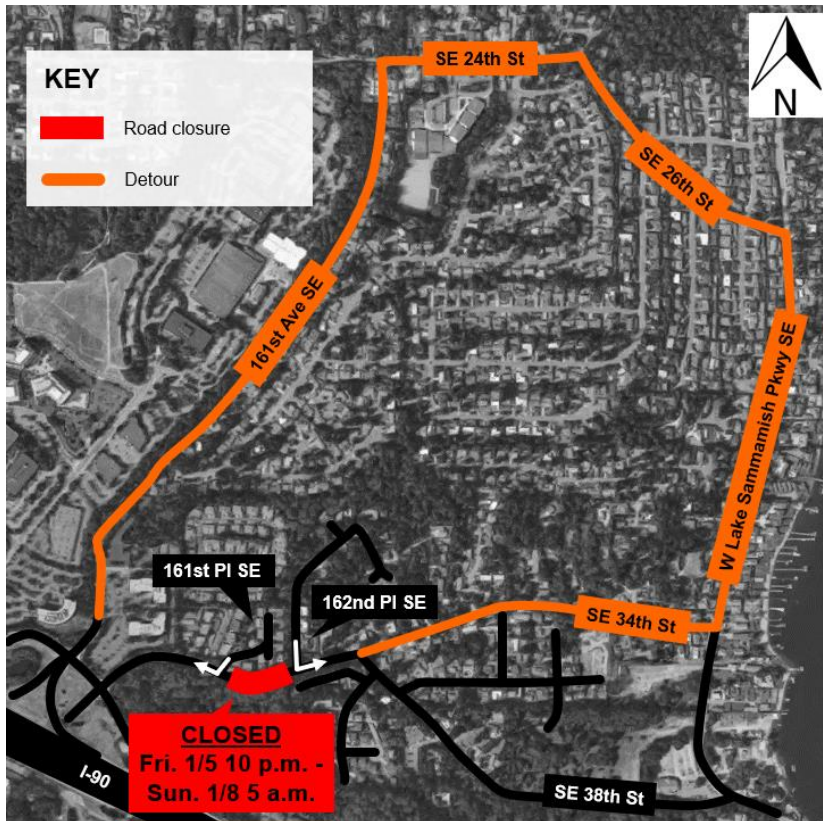 KEY
Road closure
Detour
SE 24th St
N
SE 26th St
161st Ave SE
W Lake Sammamish Pkwy SE
161st Pl SE
162nd Pl SE
SE 34th St
CLOSED
Fri. 1/5 10 p.m. -
Sun. 1/8 5 a.m.
I-90
SE 38th St